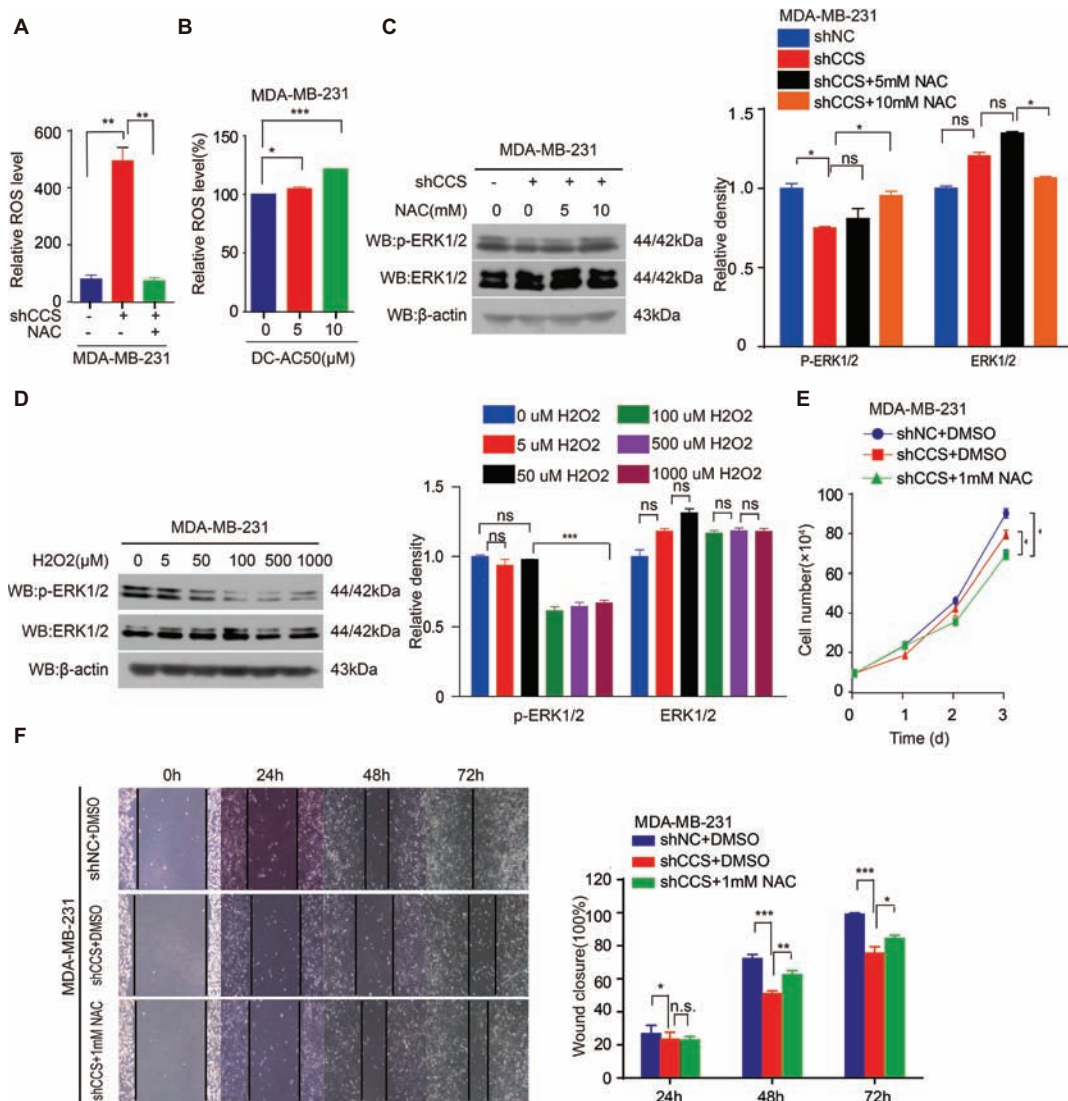 A
MDA-MB-231
Relative ROS level
600
400
200
0
**
**
shCCS - + +
NAC - - +
MDA-MB-231
B
MDA-MB-231
Relative ROS level(%)
150
100
50
0
*
***
0 5 10
DC-AC50(μM)
C
MDA-MB-231
shCCS - + + +
NAC(mM) 0 0 5 10
WB:p-ERK1/2 44/42kDa
WB:ERK1/2 44/42kDa
WB:β-actin 43kDa
MDA-MB-231
shNC
shCCS
shCCS+5mM NAC
shCCS+10mM NAC
Relative density
1.5
1.0
0.5
0
* ns * ns ns *
P-ERK1/2 ERK1/2
D
MDA-MB-231
H2O2(μM) 0 5 50 100 500 1000
WB:p-ERK1/2 44/42kDa
WB:ERK1/2 44/42kDa
WB:β-actin 43kDa
0 uM H2O2
5 uM H2O2
50 uM H2O2
100 uM H2O2
500 uM H2O2
1000 uM H2O2
Relative density
1.5
1.0
0.5
0
ns ns *** ns ns ns ns
p-ERK1/2 ERK1/2
E
MDA-MB-231
shNC+DMSO
shCCS+DMSO
shCCS+1mM NAC
Cell number(×10⁴)
100
80
60
40
20
0
* *
0 1 2 3
Time (d)
F
0h 24h 48h 72h
MDA-MB-231
shNC+DMSO
shCCS+DMSO
shCCS+1mM NAC
MDA-MB-231
shNC+DMSO
shCCS+DMSO
shCCS+1mM NAC
Wound closure(100%)
120
100
80
60
40
20
0
* n.s. *** ** *** *
24h 48h 72h